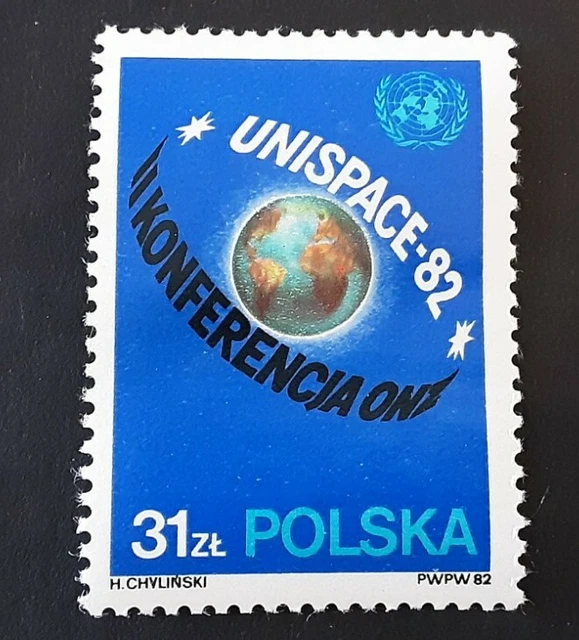 UNISPACE-82
II KONFERENCJA ONZ
31ZŁ POLSKA
H. CHYLIŃSKI PWPW 82